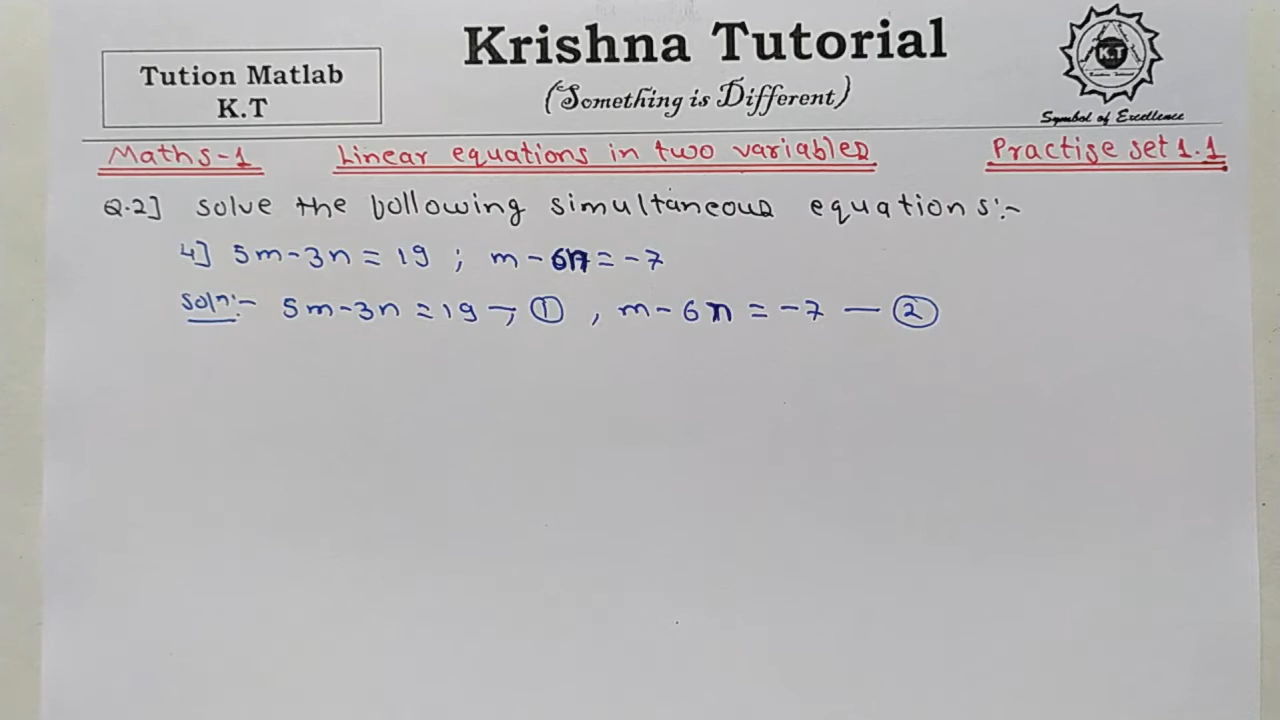 Tution Matlab
K.T
Krishna Tutorial
(Something is Different)
K.T
Symbol of Excellence
Maths-1 Linear equations in two variables Practise set 1.1
Q.2] solve the following simultaneous equations:-
4] 5m-3n=19 ; m-6n=-7
Soln:- 5m-3n=19 —, ① , m-6n=-7 — ②